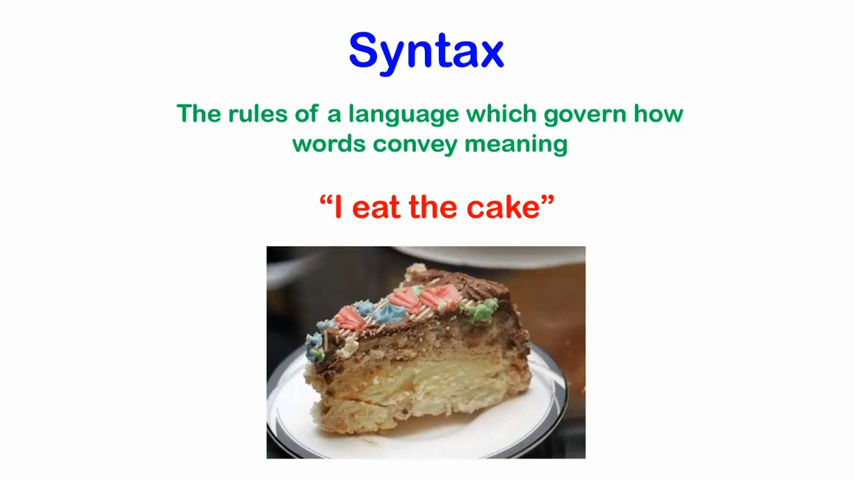 Syntax
The rules of a language which govern how
words convey meaning
“I eat the cake”